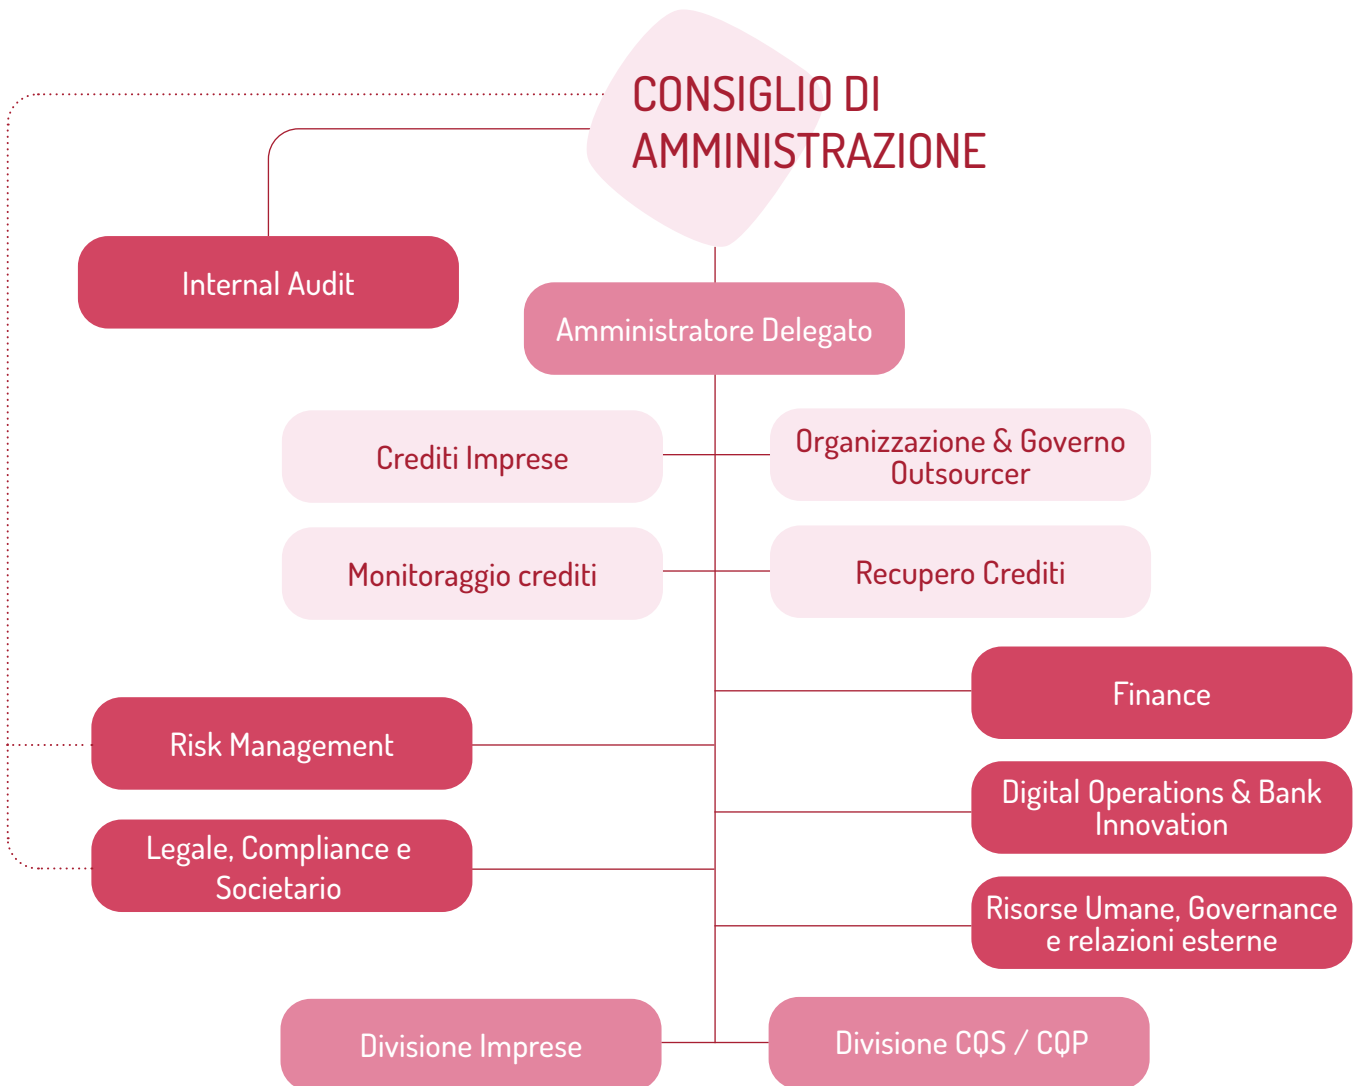 CONSIGLIO DI
AMMINISTRAZIONE
Internal Audit
Amministratore Delegato
Crediti Imprese
Organizzazione & Governo
Outsourcer
Monitoraggio crediti
Recupero Crediti
Finance
Risk Management
Digital Operations & Bank
Innovation
Legale, Compliance e
Societario
Risorse Umane, Governance
e relazioni esterne
Divisione Imprese
Divisione CQS / CQP